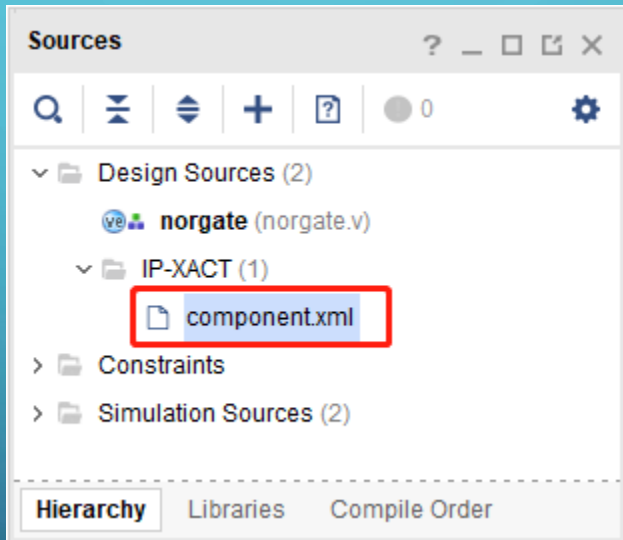 Sources
0
Design Sources (2)
norgate (norgate.v)
IP-XACT (1)
component.xml
Constraints
Simulation Sources (2)
Hierarchy Libraries Compile Order